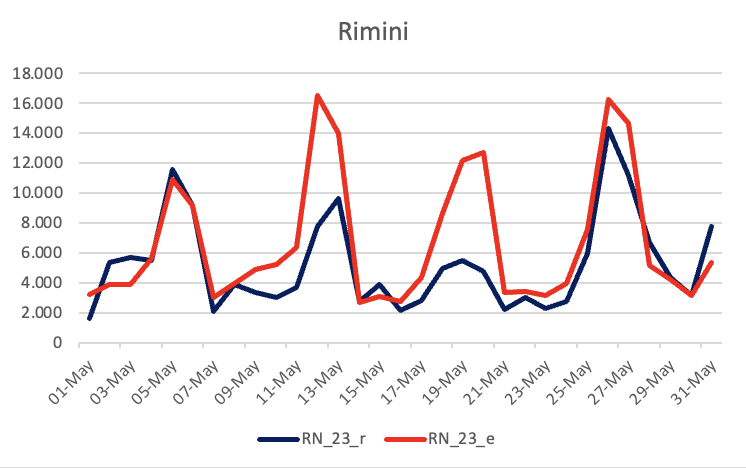 Rimini
18.000
16.000
14.000
12.000
10.000
8.000
6.000
4.000
2.000
0
01-May
03-May
05-May
07-May
09-May
11-May
13-May
15-May
17-May
19-May
21-May
23-May
25-May
27-May
29-May
31-May
RN_23_r RN_23_e